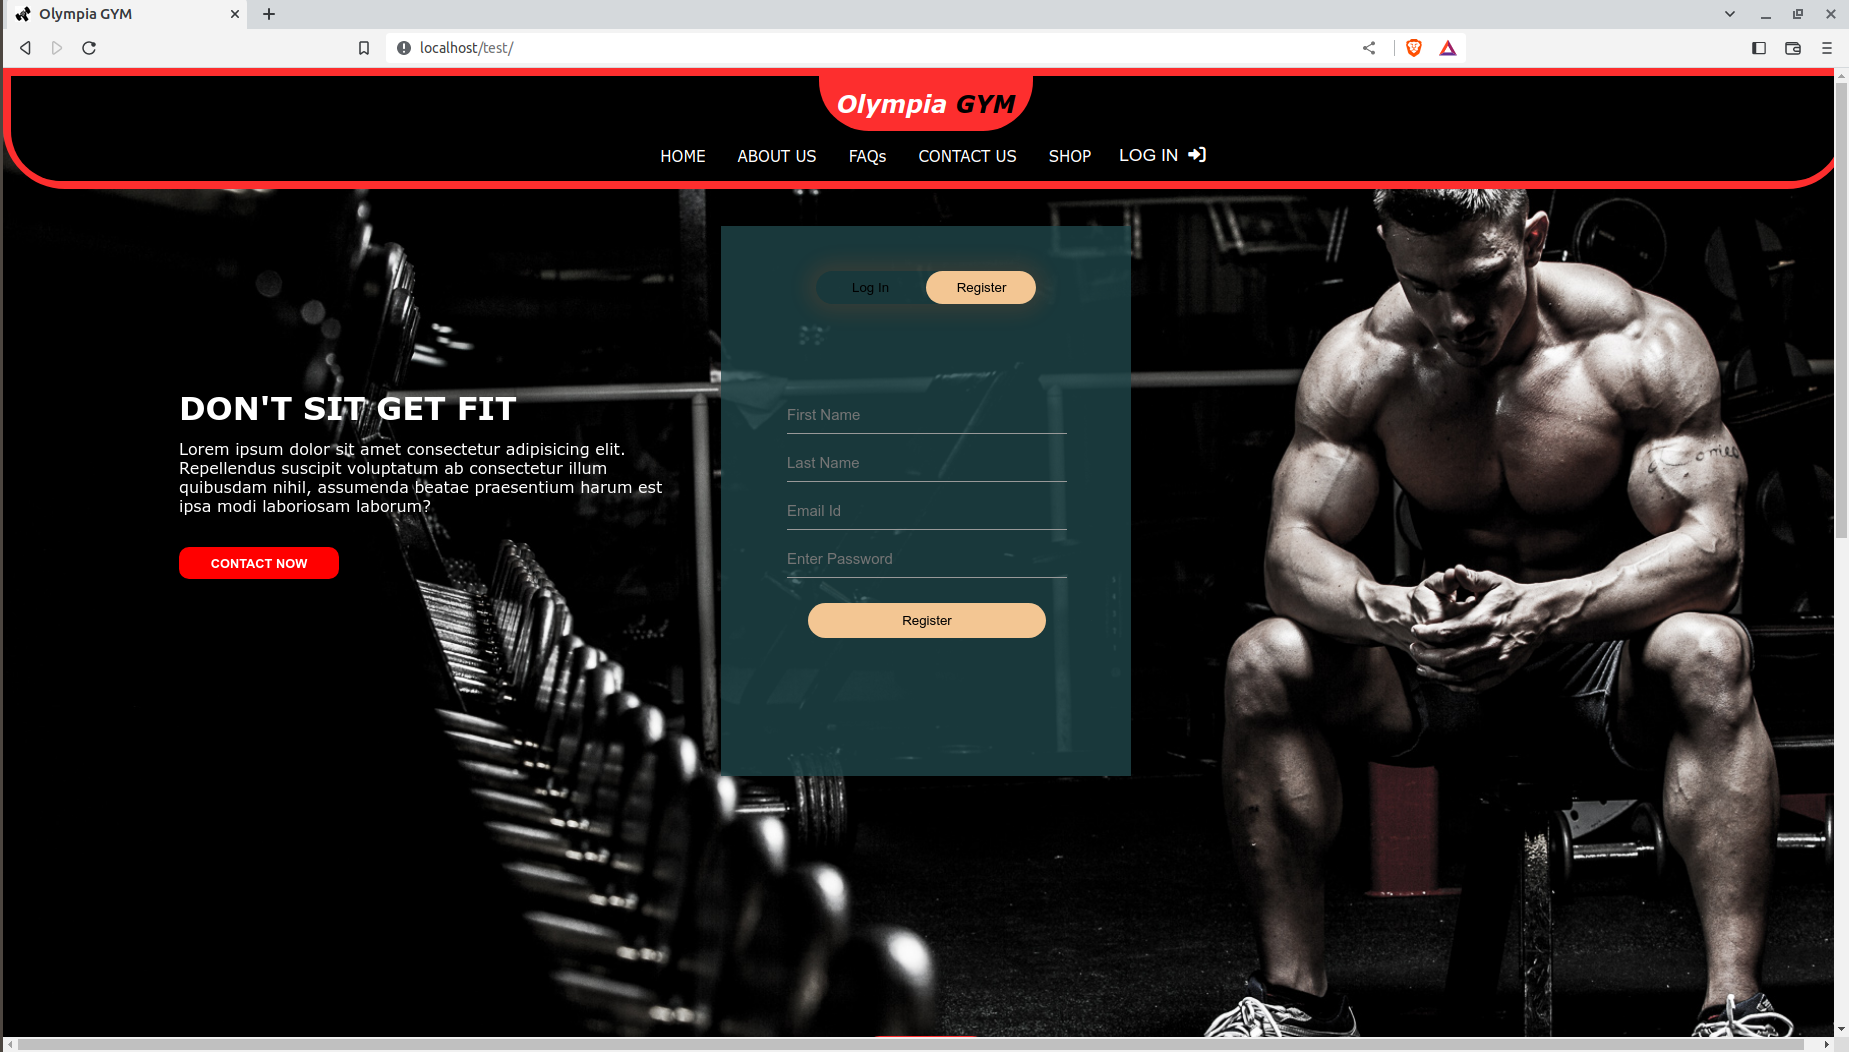 Olympia GYM
localhost/test/
Olympia GYM
HOME ABOUT US FAQs CONTACT US SHOP LOG IN
Log In Register
DON'T SIT GET FIT
Lorem ipsum dolor sit amet consectetur adipisicing elit.
Repellendus suscipit voluptatum ab consectetur illum
quibusdam nihil, assumenda beatae praesentium harum est
ipsa modi laboriosam laborum?
CONTACT NOW
First Name
Last Name
Email Id
Enter Password
Register